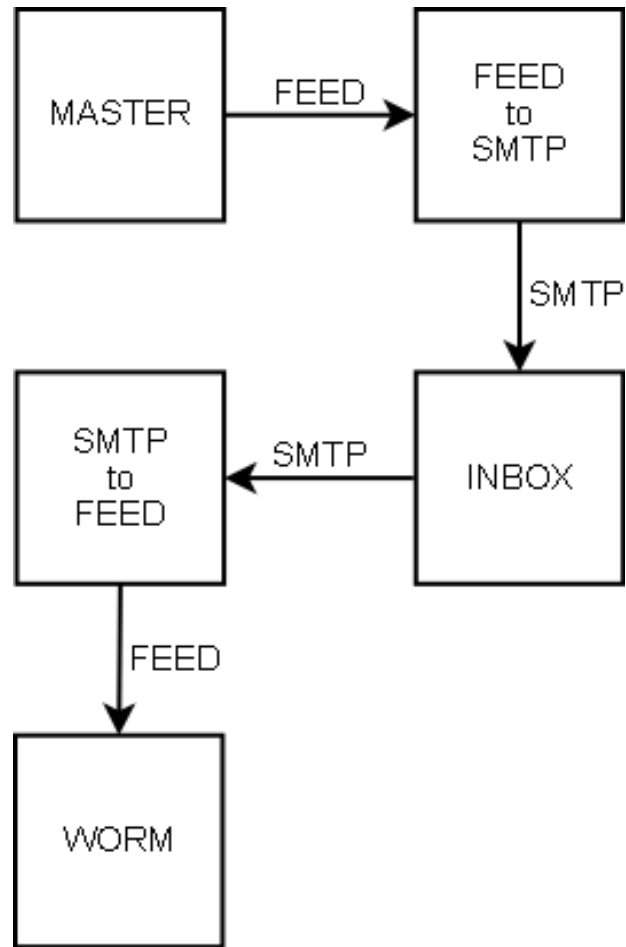 MASTER
FEED
FEED
to
SMTP
SMTP
INBOX
SMTP
SMTP
to
FEED
FEED
WORM